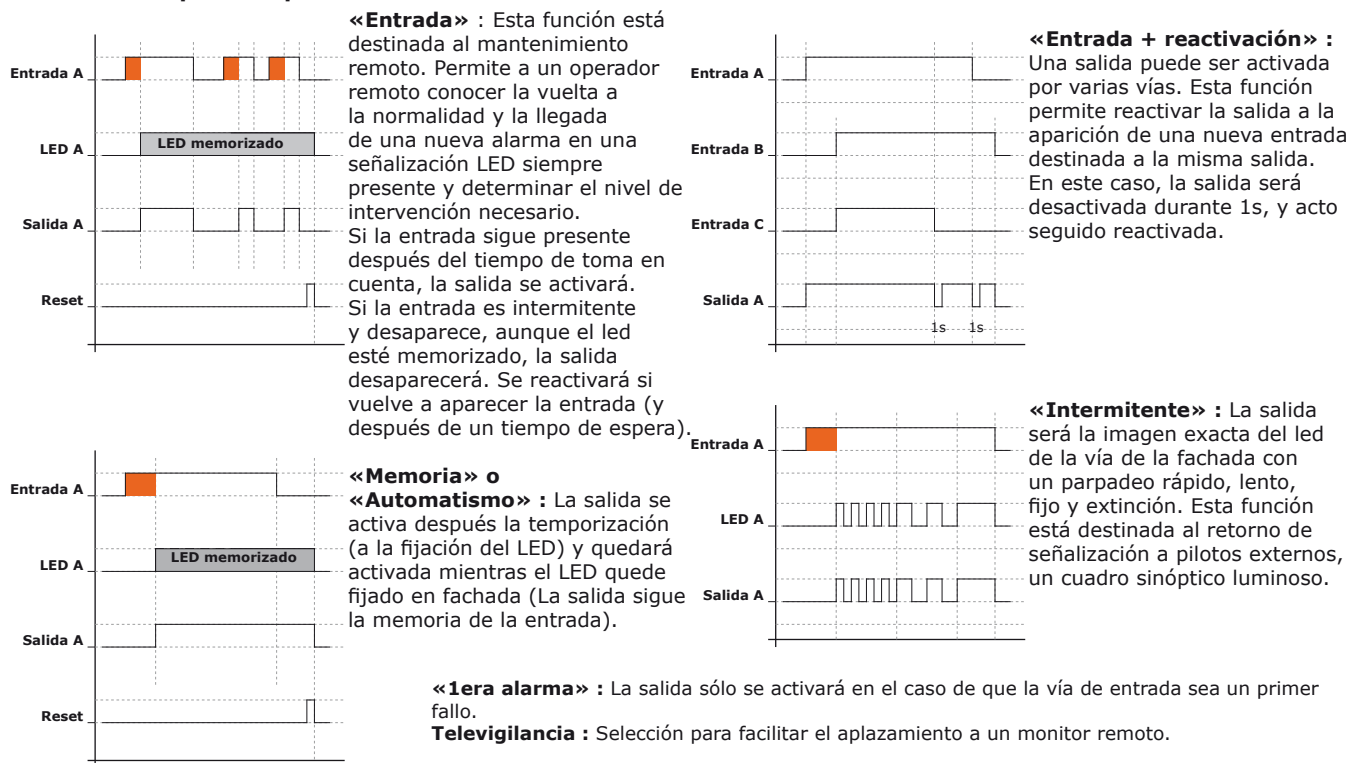 «Entrada» : Esta función está
destinada al mantenimiento
remoto. Permite a un operador
remoto conocer la vuelta a
la normalidad y la llegada
de una nueva alarma en una
señalización LED siempre
presente y determinar el nivel de
intervención necesario.
Si la entrada sigue presente
después del tiempo de toma en
cuenta, la salida se activará.
Si la entrada es intermitente
y desaparece, aunque el led
esté memorizado, la salida
desaparecerá. Se reactivará si
vuelve a aparecer la entrada (y
después de un tiempo de espera).
Entrada A
LED A
LED memorizado
Salida A
Reset
«Entrada + reactivación» :
Una salida puede ser activada
por varias vías. Esta función
permite reactivar la salida a la
aparición de una nueva entrada
destinada a la misma salida.
En este caso, la salida será
desactivada durante 1s, y acto
seguido reactivada.
Entrada A
Entrada B
Entrada C
Salida A
1s 1s
«Memoria» o
«Automatismo» : La salida se
activa después la temporización
(a la fijación del LED) y quedará
activada mientras el LED quede
fijado en fachada (La salida sigue
la memoria de la entrada).
Entrada A
LED A
LED memorizado
Salida A
Reset
«Intermitente» : La salida
será la imagen exacta del led
de la vía de la fachada con
un parpadeo rápido, lento,
fijo y extinción. Esta función
está destinada al retorno de
señalización a pilotos externos,
un cuadro sinóptico luminoso.
Entrada A
LED A
Salida A
«1era alarma» : La salida sólo se activará en el caso de que la vía de entrada sea un primer
fallo.
Televigilancia : Selección para facilitar el aplazamiento a un monitor remoto.